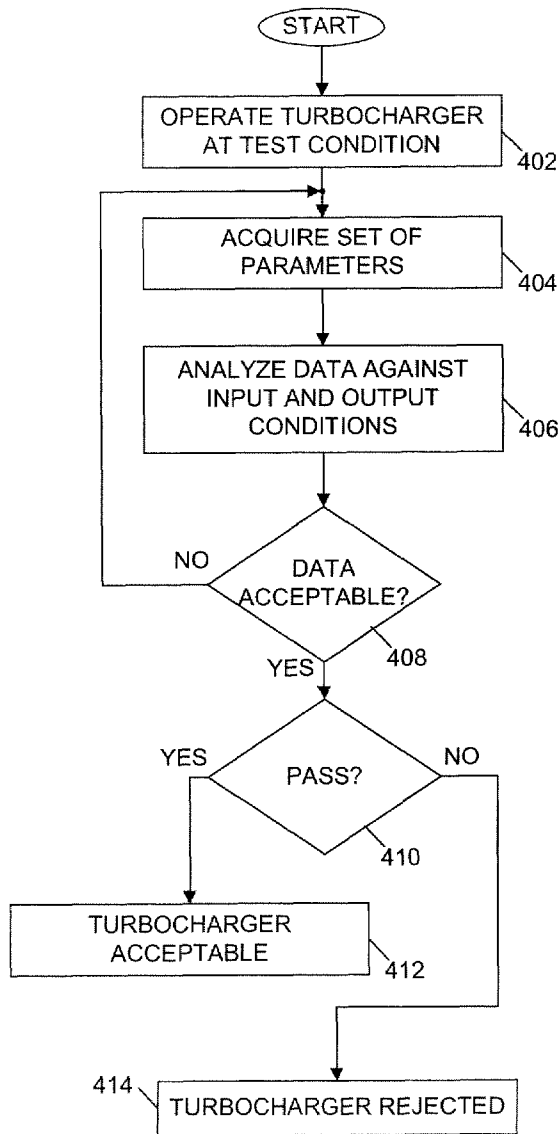 START
OPERATE TURBOCHARGER
AT TEST CONDITION
402
ACQUIRE SET OF
PARAMETERS
404
ANALYZE DATA AGAINST
INPUT AND OUTPUT
CONDITIONS
406
NO
DATA
ACCEPTABLE?
408
YES
YES
NO
PASS?
410
TURBOCHARGER
ACCEPTABLE
412
414
TURBOCHARGER REJECTED